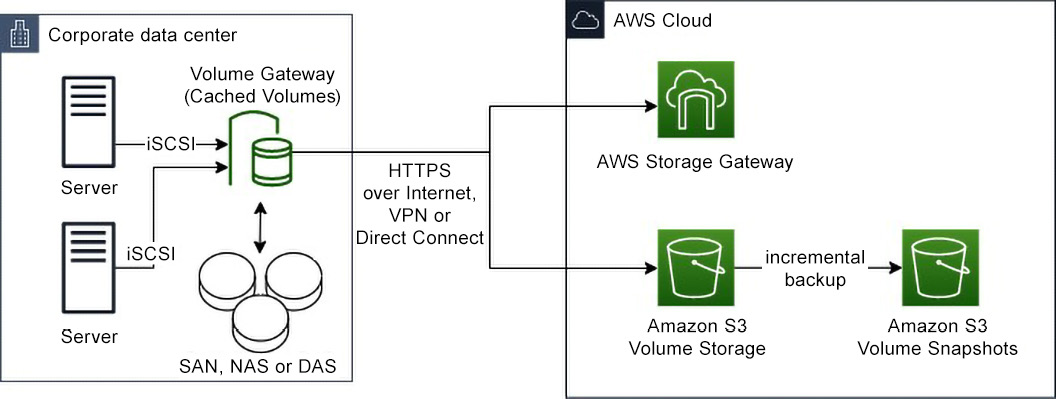 Corporate data center
Volume Gateway
(Cached Volumes)
iSCSI
Server
iSCSI
Server
SAN, NAS or DAS
HTTPS
over Internet,
VPN or
Direct Connect
AWS Cloud
AWS Storage Gateway
incremental
backup
Amazon S3
Volume Storage
Amazon S3
Volume Snapshots